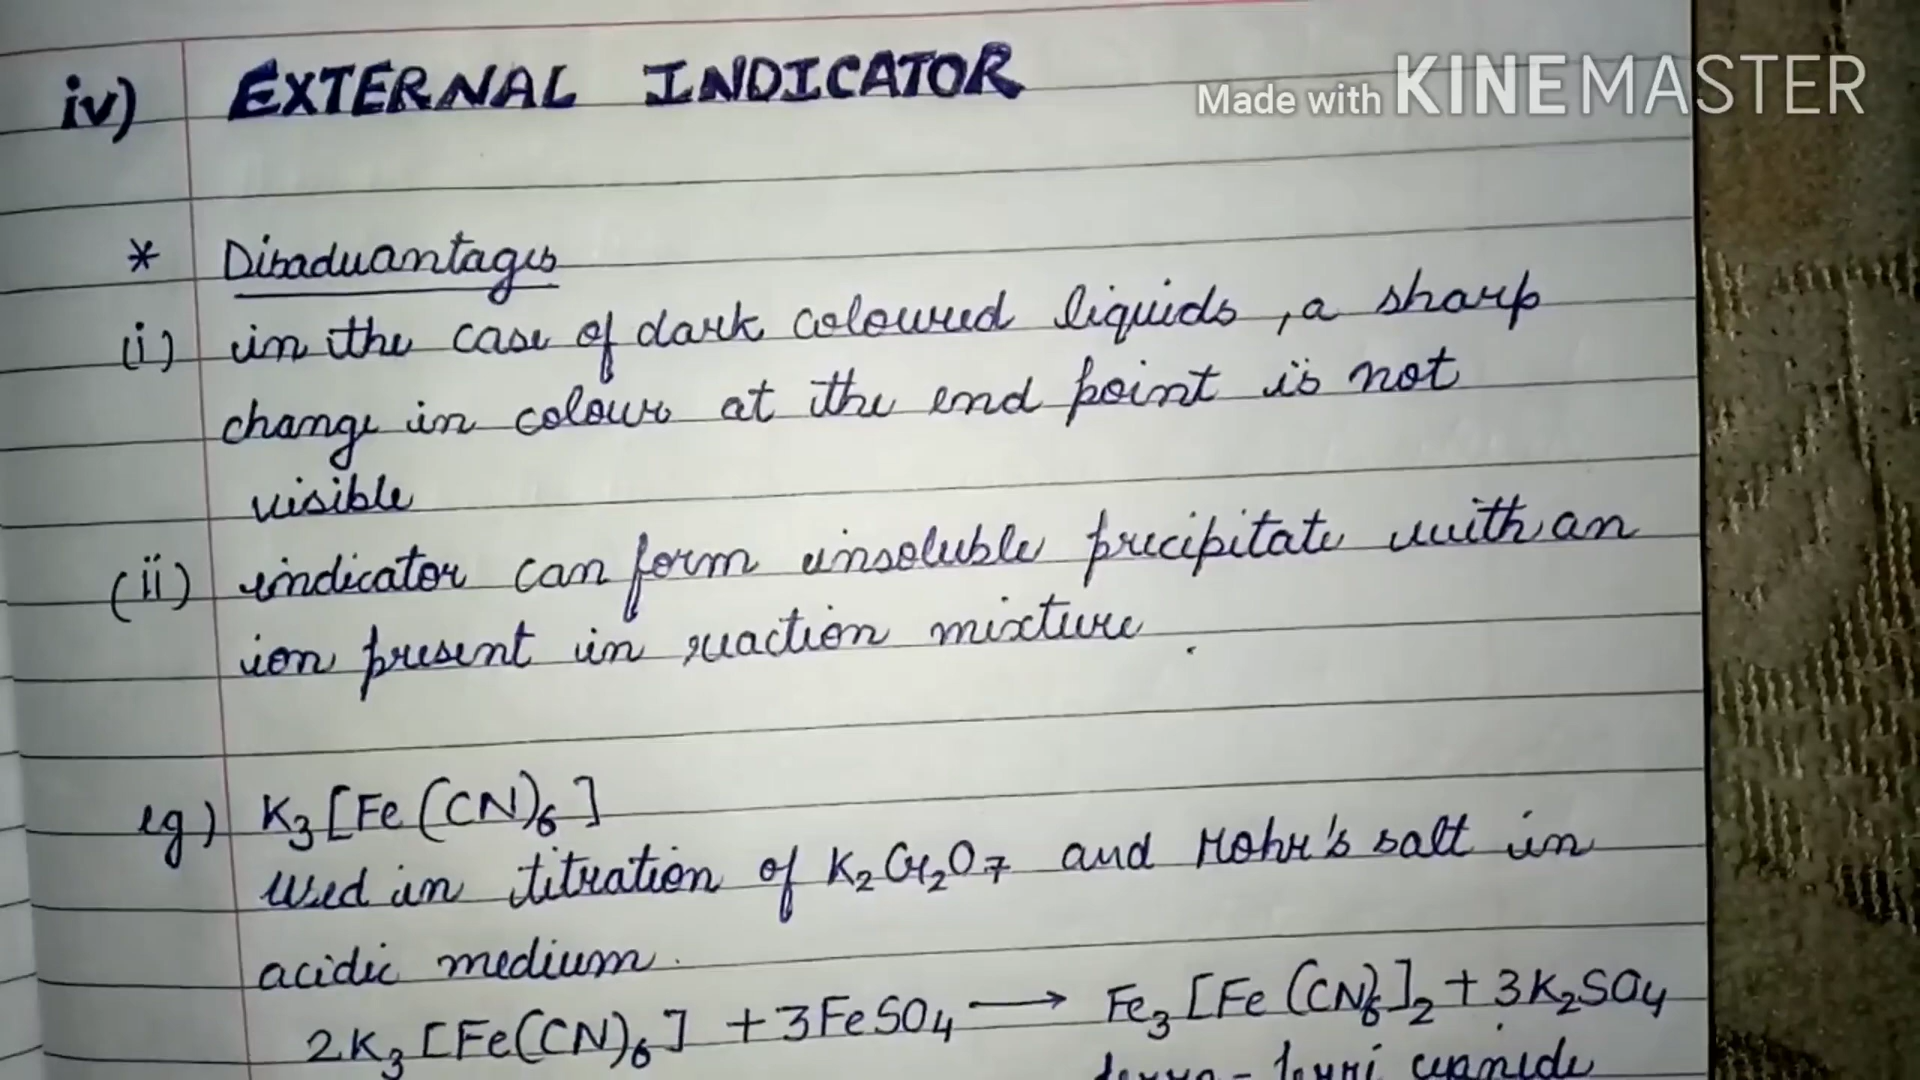 iv) EXTERNAL INDICATOR
Made with KINEMASTER
* Disadvantages
(i) in the case of dark coloured liquids, a sharp
change in colour at the end point is not
visible
(ii) indicator can form insoluble precipitate with an
ion present in reaction mixture.
eg) K₃[Fe(CN)₆]
used in titration of K₂Cr₂O₇ and Mohr's salt in
acidic medium.
2K₃[Fe(CN)₆] + 3FeSO₄ → Fe₃[Fe(CN)₆]₂ + 3K₂SO₄
ferro-ferri cyanide